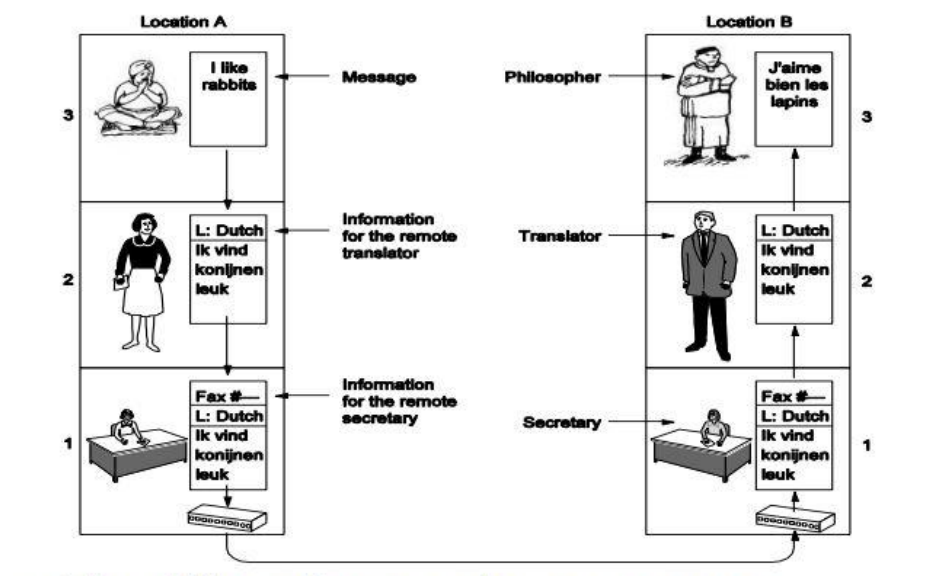 Location A
Location B
I like
rabbits
Message
Philosopher
J'aime
bien les
lapins
3
3
L: Dutch
Ik vind
konijnen
leuk
Information
for the remote
translator
Translator
L: Dutch
Ik vind
konijnen
leuk
2
2
Fax #—
L: Dutch
Ik vind
konijnen
leuk
Information
for the remote
secretary
Secretary
Fax #—
L: Dutch
Ik vind
konijnen
leuk
1
1